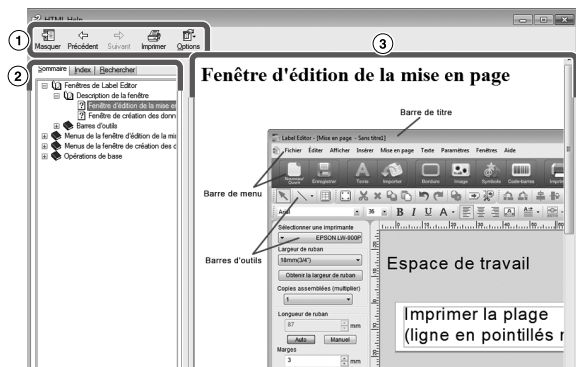 HTML Help
1
Masquer Précédent Suivant Imprimer Options
3
2
Sommaire Index Rechercher
Fenêtres de Label Editor
Description de la fenêtre
Fenêtre d'édition de la mise en
Fenêtre de création des donn
Barres d'outils
Menus de la fenêtre d'édition de la mis
Menus de la fenêtre de création des d
Opérations de base
Fenêtre d'édition de la mise en page
Barre de titre
Label Editor - [Mise en page - Sans titre1]
Fichier Éditer Afficher Insérer Mise en page Texte Paramètres Fenêtres Aide
Nouveau/Ouvrir Enregistrer Texte Importer Bordure Image Symbole Code-barres Imprim
Barre de menu
Arial 36 B I U A
Barres d'outils
Sélectionner une imprimante
EPSON LW-900P
Largeur de ruban
18mm(3/4")
Obtenir la largeur de ruban
Copies assemblées (multiplier)
1
Longueur de ruban
87 mm
Auto Manuel
Marges
3 mm
Espace de travail
Imprimer la plage
(ligne en pointillés r